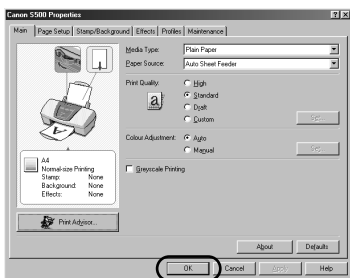 Canon S500 Properties
Main Page Setup Stamp/Background Effects Profiles Maintenance
Media Type: Plain Paper
Paper Source: Auto Sheet Feeder
Print Quality: High
Standard
Draft
Custom Set...
Colour Adjustment: Auto
Manual Set...
Greyscale Printing
A4
Normal-size Printing
Stamp: None
Background: None
Effects: None
Print Advisor...
About Defaults
OK Cancel Apply Help